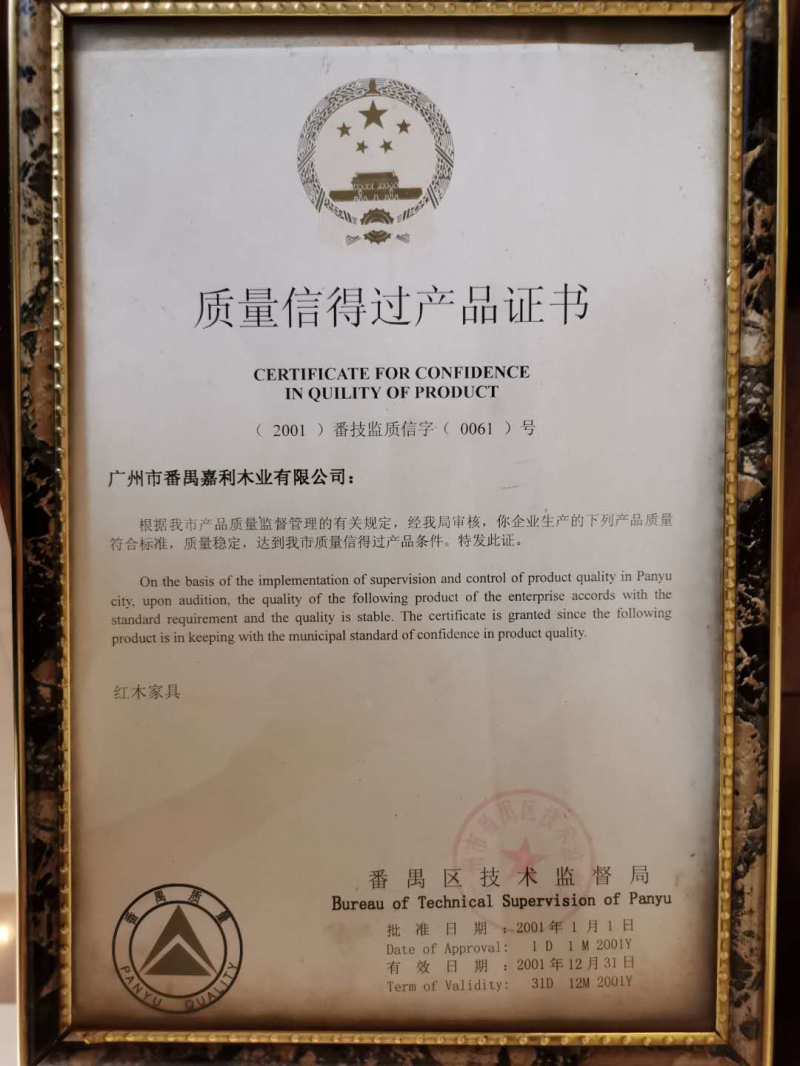 质量信得过产品证书
CERTIFICATE FOR CONFIDENCE
IN QUILITY OF PRODUCT
（ 2001 ）番技监质信字（ 0061 ）号
广州市番禺嘉利木业有限公司：
根据我市产品质量监督管理的有关规定，经我局审核，你企业生产的下列产品质量
符合标准，质量稳定，达到我市质量信得过产品条件。特发此证。
On the basis of the implementation of supervision and control of product quality in Panyu
city, upon audition, the quality of the following product of the enterprise accords with the
standard requirement and the quality is stable. The certificate is granted since the following
product is in keeping with the municipal standard of confidence in product quality.
红木家具
州市番禺区技术
番禺区技术监督局
Bureau of Technical Supervision of Panyu
批准日期：2001年1月1日
Date of Approval: 1D 1M 2001Y
有效日期：2001年12月31日
Term of Validity: 31D 12M 2001Y
番禺质量
PANYU QUALITY